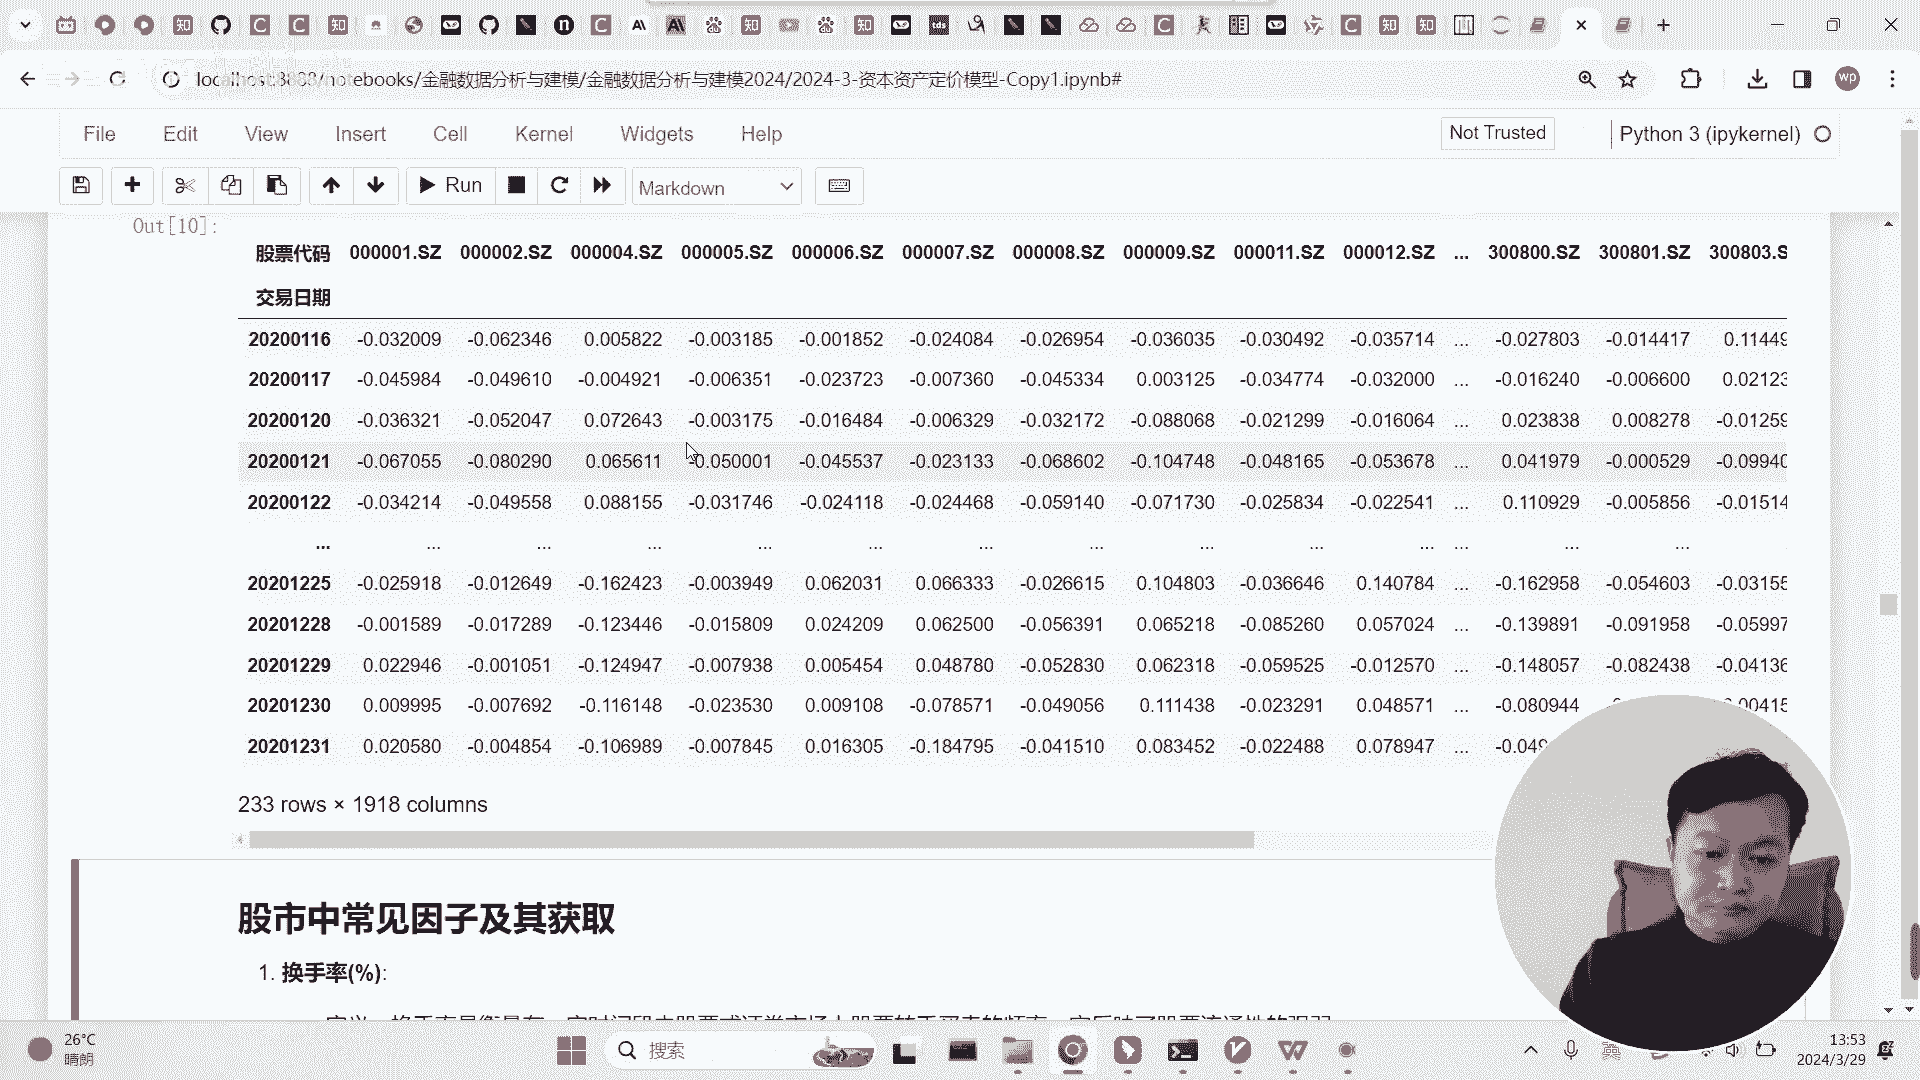 localhost:8888/notebooks/金融数据分析与建模/金融数据分析与建模2024/2024-3-资本资产定价模型-Copy1.ipynb#
wp
File Edit View Insert Cell Kernel Widgets Help Not Trusted Python 3 (ipykernel)
Run Markdown
Out[10]:
股票代码 000001.SZ 000002.SZ 000004.SZ 000005.SZ 000006.SZ 000007.SZ 000008.SZ 000009.SZ 000011.SZ 000012.SZ ... 300800.SZ 300801.SZ 300803.S
交易日期
20200116 -0.032009 -0.062346 0.005822 -0.003185 -0.001852 -0.024084 -0.026954 -0.036035 -0.030492 -0.035714 ... -0.027803 -0.014417 0.11449
20200117 -0.045984 -0.049610 -0.004921 -0.006351 -0.023723 -0.007360 -0.045334 0.003125 -0.034774 -0.032000 ... -0.016240 -0.006600 0.02123
20200120 -0.036321 -0.052047 0.072643 -0.003175 -0.016484 -0.006329 -0.032172 -0.088068 -0.021299 -0.016064 ... 0.023838 0.008278 -0.01259
20200121 -0.067055 -0.080290 0.065611 -0.050001 -0.045537 -0.023133 -0.068602 -0.104748 -0.048165 -0.053678 ... 0.041979 -0.000529 -0.09940
20200122 -0.034214 -0.049558 0.088155 -0.031746 -0.024118 -0.024468 -0.059140 -0.071730 -0.025834 -0.022541 ... 0.110929 -0.005856 -0.01514
... ... ... ... ... ... ... ... ... ... ... ... ... ...
20201225 -0.025918 -0.012649 -0.162423 -0.003949 0.062031 0.066333 -0.026615 0.104803 -0.036646 0.140784 ... -0.162958 -0.054603 -0.03155
20201228 -0.001589 -0.017289 -0.123446 -0.015809 0.024209 0.062500 -0.056391 0.065218 -0.085260 0.057024 ... -0.139891 -0.091958 -0.05997
20201229 0.022946 -0.001051 -0.124947 -0.007938 0.005454 0.048780 -0.052830 0.062318 -0.059525 -0.012570 ... -0.148057 -0.082438 -0.04136
20201230 0.009995 -0.007692 -0.116148 -0.023530 0.009108 -0.078571 -0.049056 0.111438 -0.023291 0.048571 ... -0.080944
20201231 0.020580 -0.004854 -0.106989 -0.007845 0.016305 -0.184795 -0.041510 0.083452 -0.022488 0.078947 ...
233 rows × 1918 columns
股市中常见因子及其获取
1. 换手率(%):
26°C
晴朗
搜索
英
13:53
2024/3/29